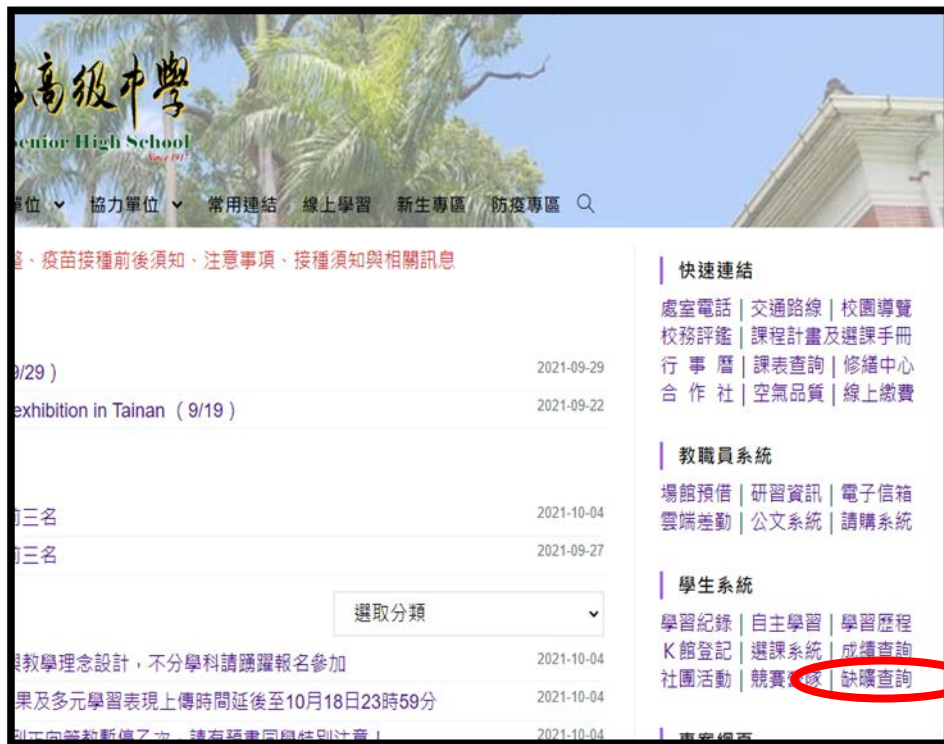 高級中學
Senior High School
Since 1917
單位 協力單位 常用連結 線上學習 新生專區 防疫專區
、疫苗接種前後須知、注意事項、接種須知與相關訊息
9/29）
2021-09-29
exhibition in Tainan （9/19）
2021-09-22
前三名
2021-10-04
前三名
2021-09-27
選取分類
教學理念設計，不分學科請踴躍報名參加
2021-10-04
果及多元學習表現上傳時間延後至10月18日23時59分
2021-10-04
2021-10-04
快速連結
處室電話 | 交通路線 | 校園導覽
校務評鑑 | 課程計畫及選課手冊
行 事 曆 | 課表查詢 | 修繕中心
合 作 社 | 空氣品質 | 線上繳費
教職員系統
場館預借 | 研習資訊 | 電子信箱
雲端差勤 | 公文系統 | 請購系統
學生系統
學習紀錄 | 自主學習 | 學習歷程
K館登記 | 選課系統 | 成績查詢
社團活動 | 競賽營隊 | 缺曠查詢